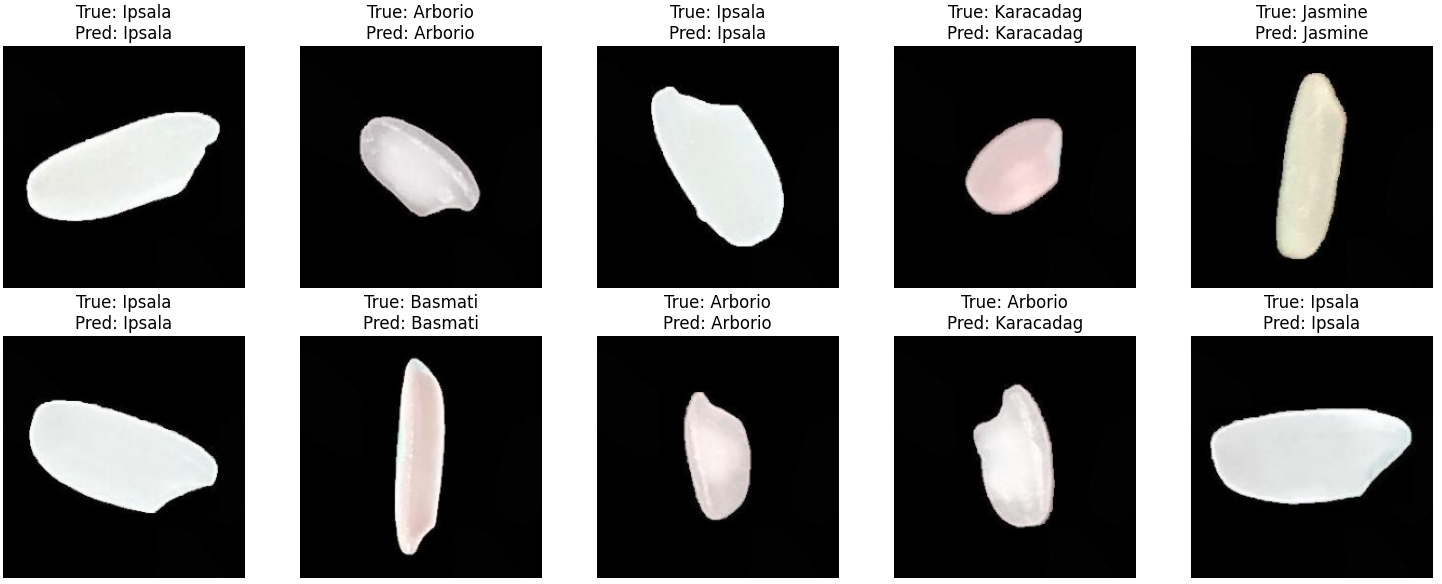 True: Ipsala
Pred: Ipsala
True: Arborio
Pred: Arborio
True: Ipsala
Pred: Ipsala
True: Karacadag
Pred: Karacadag
True: Jasmine
Pred: Jasmine
True: Ipsala
Pred: Ipsala
True: Basmati
Pred: Basmati
True: Arborio
Pred: Arborio
True: Arborio
Pred: Karacadag
True: Ipsala
Pred: Ipsala